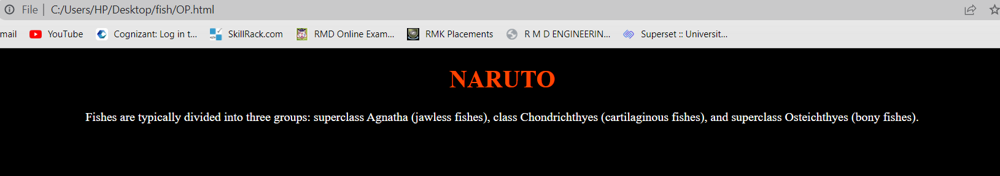 File | C:/Users/HP/Desktop/fish/OP.html
mail YouTube Cognizant: Log in t... SkillRack.com RMD Online Exam... RMK Placements R M D ENGINEERIN... Superset :: Universit...
NARUTO
Fishes are typically divided into three groups: superclass Agnatha (jawless fishes), class Chondrichthyes (cartilaginous fishes), and superclass Osteichthyes (bony fishes).